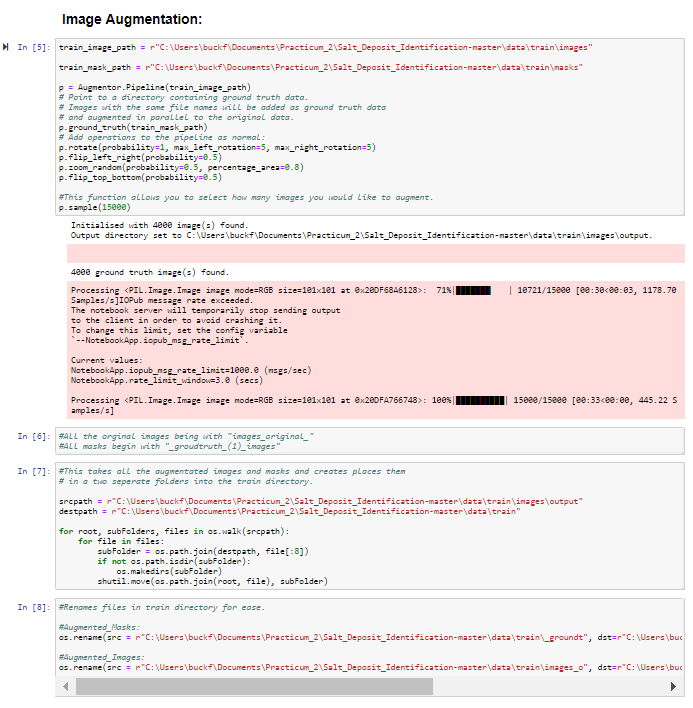 Image Augmentation:
In [5]: train_image_path = r"C:\Users\buckf\Documents\Practicum_2\Salt_Deposit_Identification-master\data\train\images"
train_mask_path = r"C:\Users\buckf\Documents\Practicum_2\Salt_Deposit_Identification-master\data\train\masks"
p = Augmentor.Pipeline(train_image_path)
# Point to a directory containing ground truth data.
# Images with the same file names will be added as ground truth data
# and augmented in parallel to the original data.
p.ground_truth(train_mask_path)
# Add operations to the pipeline as normal:
p.rotate(probability=1, max_left_rotation=5, max_right_rotation=5)
p.flip_left_right(probability=0.5)
p.zoom_random(probability=0.5, percentage_area=0.8)
p.flip_top_bottom(probability=0.5)
#This function allows you to select how many images you would like to augment.
p.sample(15000)
Initialised with 4000 image(s) found.
Output directory set to C:\Users\buckf\Documents\Practicum_2\Salt_Deposit_Identification-master\data\train\images\output.
4000 ground truth image(s) found.
Processing <PIL.Image.Image image mode=RGB size=101x101 at 0x20DF68A6128>:  71%|███████   | 10721/15000 [00:30<00:03, 1178.70
Samples/s]IOPub message rate exceeded.
The notebook server will temporarily stop sending output
to the client in order to avoid crashing it.
To change this limit, set the config variable
`--NotebookApp.iopub_msg_rate_limit`.
Current values:
NotebookApp.iopub_msg_rate_limit=1000.0 (msgs/sec)
NotebookApp.rate_limit_window=3.0 (secs)
Processing <PIL.Image.Image image mode=RGB size=101x101 at 0x20DFA766748>: 100%|██████████| 15000/15000 [00:33<00:00, 445.22 S
amples/s]
In [6]: #All the orginal images being with "images_original_"
#All masks begin with "_groudtruth_(1)_images"
In [7]: #This takes all the augmentated images and masks and creates places them
# in a two seperate folders into the train directory.
srcpath = r"C:\Users\buckf\Documents\Practicum_2\Salt_Deposit_Identification-master\data\train\images\output"
destpath = r"C:\Users\buckf\Documents\Practicum_2\Salt_Deposit_Identification-master\data\train"
for root, subFolders, files in os.walk(srcpath):
for file in files:
subFolder = os.path.join(destpath, file[:8])
if not os.path.isdir(subFolder):
os.makedirs(subFolder)
shutil.move(os.path.join(root, file), subFolder)
In [8]: #Renames files in train directory for ease.
#Augmented_Masks:
os.rename(src = r"C:\Users\buckf\Documents\Practicum_2\Salt_Deposit_Identification-master\data\train\_groundt", dst=r"C:\Users\buc
#Augmented_Images:
os.rename(src = r"C:\Users\buckf\Documents\Practicum_2\Salt_Deposit_Identification-master\data\train\images_o", dst=r"C:\Users\buc